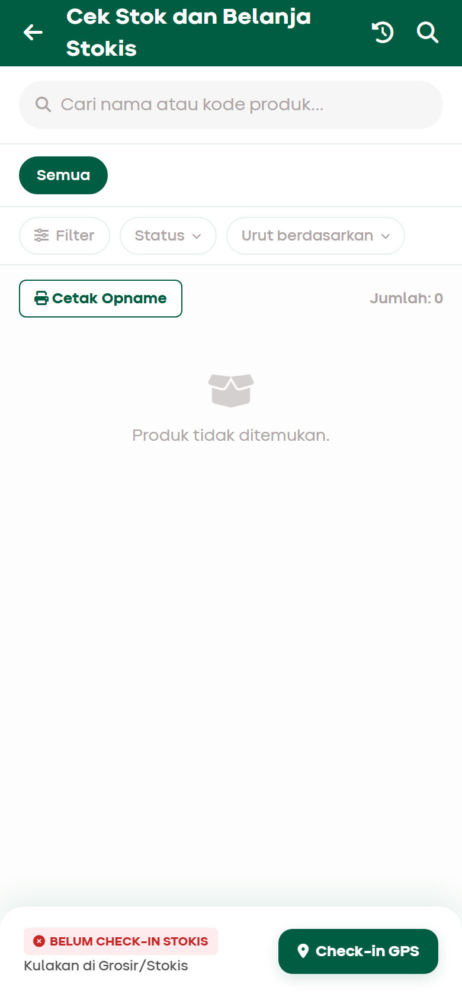 Cek Stok dan Belanja
Stokis
Cari nama atau kode produk...
Semua
Filter
Status
Urut berdasarkan
Cetak Opname
Jumlah: 0
Produk tidak ditemukan.
BELUM CHECK-IN STOKIS
Kulakan di Grosir/Stokis
Check-in GPS